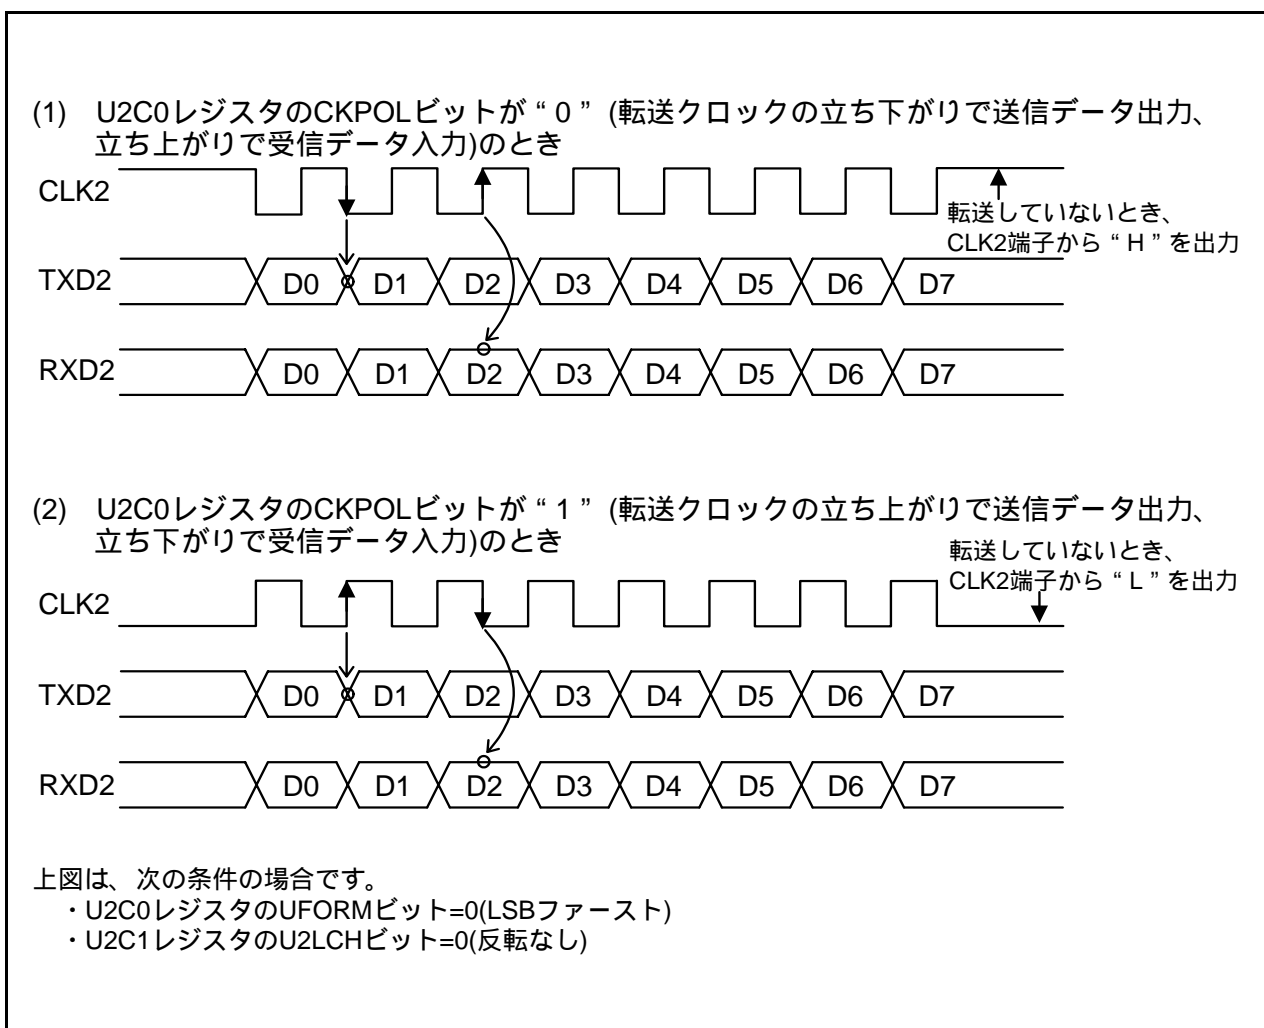 (1) U2C0レジスタのCKPOLビットが“0”(転送クロックの立ち下がりで送信データ出力、
立ち上がりで受信データ入力)のとき
CLK2
転送していないとき、
CLK2端子から“H”を出力
TXD2 D0 D1 D2 D3 D4 D5 D6 D7
RXD2 D0 D1 D2 D3 D4 D5 D6 D7
(2) U2C0レジスタのCKPOLビットが“1”(転送クロックの立ち上がりで送信データ出力、
立ち下がりで受信データ入力)のとき
転送していないとき、
CLK2端子から“L”を出力
CLK2
TXD2 D0 D1 D2 D3 D4 D5 D6 D7
RXD2 D0 D1 D2 D3 D4 D5 D6 D7
上図は、次の条件の場合です。
・U2C0レジスタのUFORMビット=0(LSBファースト)
・U2C1レジスタのU2LCHビット=0(反転なし)